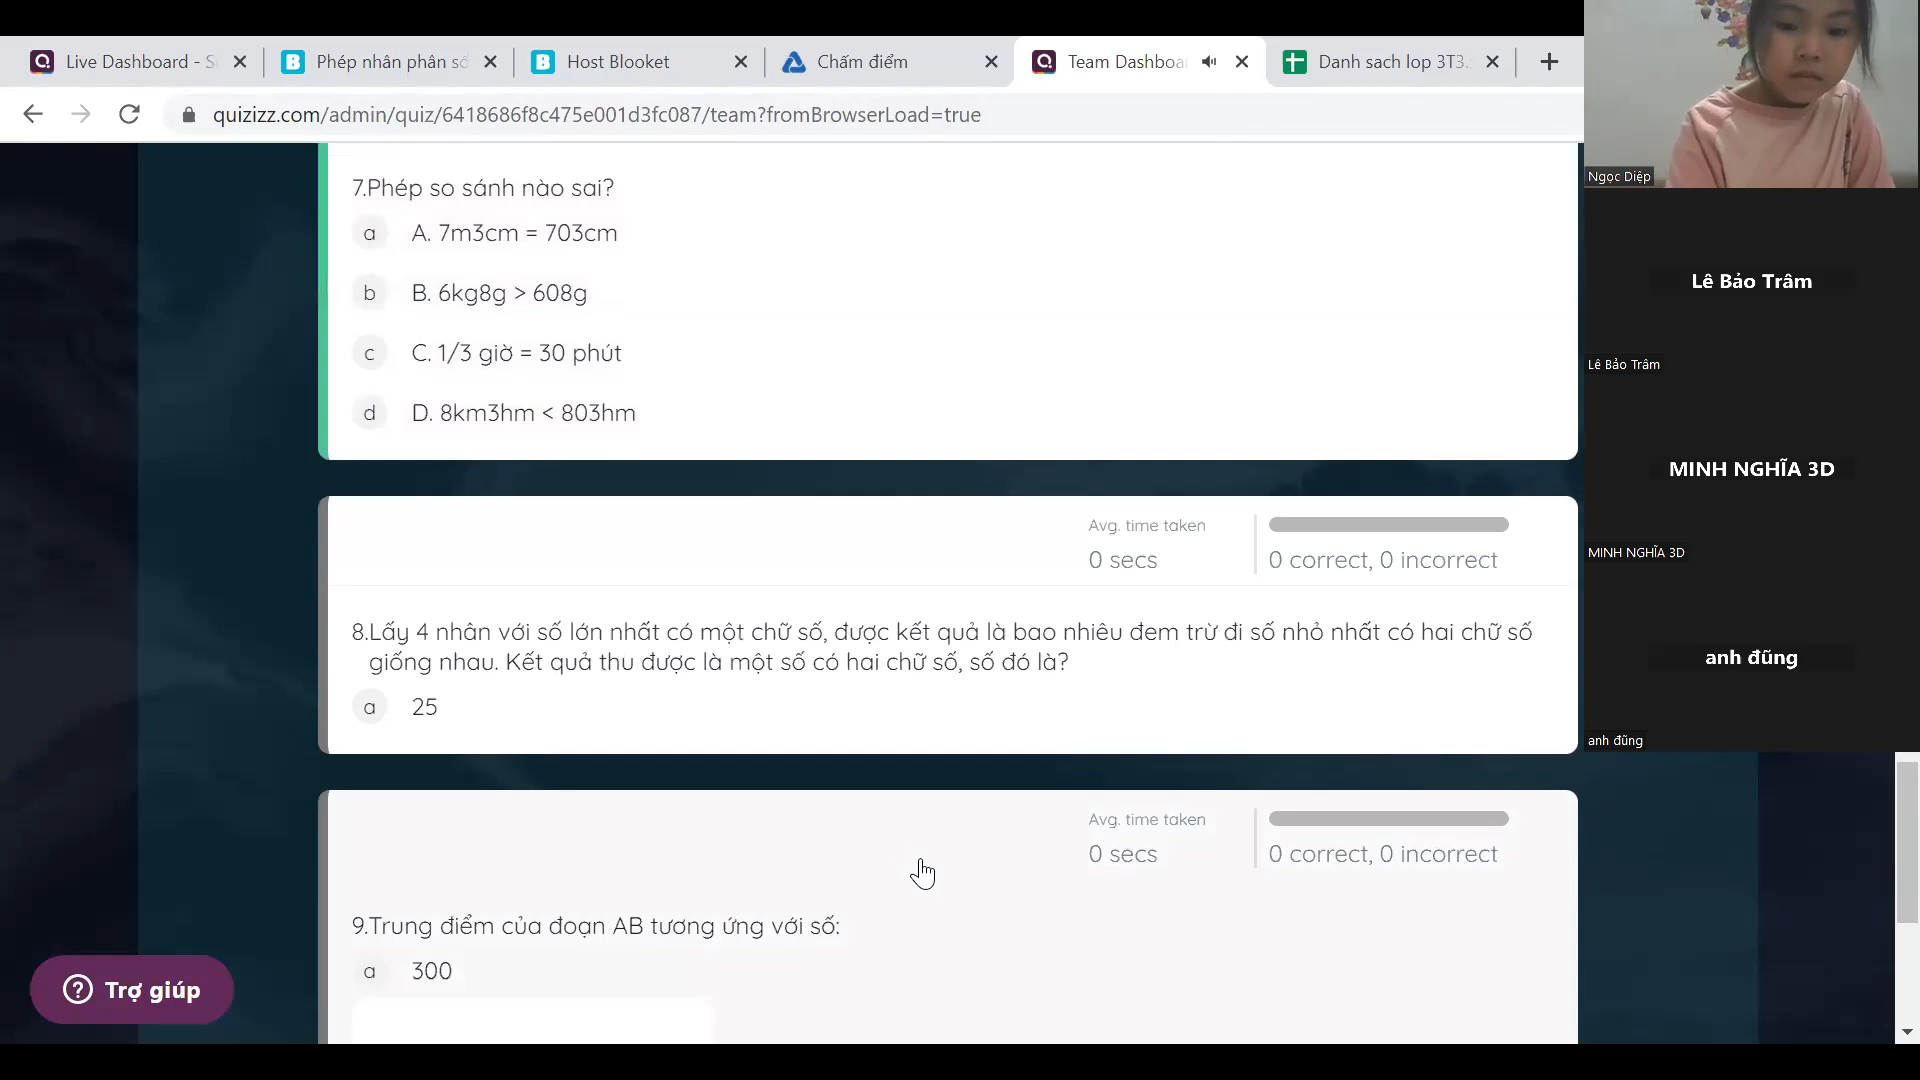 Live Dashboard - S
Phép nhân phân số
Host Blooket
Chấm điểm
Team Dashboa
Danh sach lop 3T3.
quizizz.com/admin/quiz/6418686f8c475e001d3fc087/team?fromBrowserLoad=true
7.Phép so sánh nào sai?
a A. 7m3cm = 703cm
b B. 6kg8g > 608g
c C. 1/3 giờ = 30 phút
d D. 8km3hm < 803hm
Avg. time taken
0 secs
0 correct, 0 incorrect
8.Lấy 4 nhân với số lớn nhất có một chữ số, được kết quả là bao nhiêu đem trừ đi số nhỏ nhất có hai chữ số
giống nhau. Kết quả thu được là một số có hai chữ số, số đó là?
a 25
Avg. time taken
0 secs
0 correct, 0 incorrect
9.Trung điểm của đoạn AB tương ứng với số:
a 300
Trợ giúp
Ngọc Diệp
Lê Bảo Trâm
Lê Bảo Trâm
MINH NGHĨA 3D
MINH NGHĨA 3D
anh đũng
anh đũng